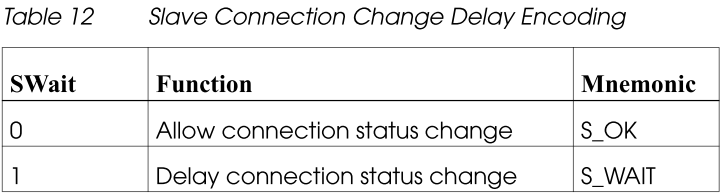 Table 12 Slave Connection Change Delay Encoding
SWait Function Mnemonic
0 Allow connection status change S_OK
1 Delay connection status change S_WAIT